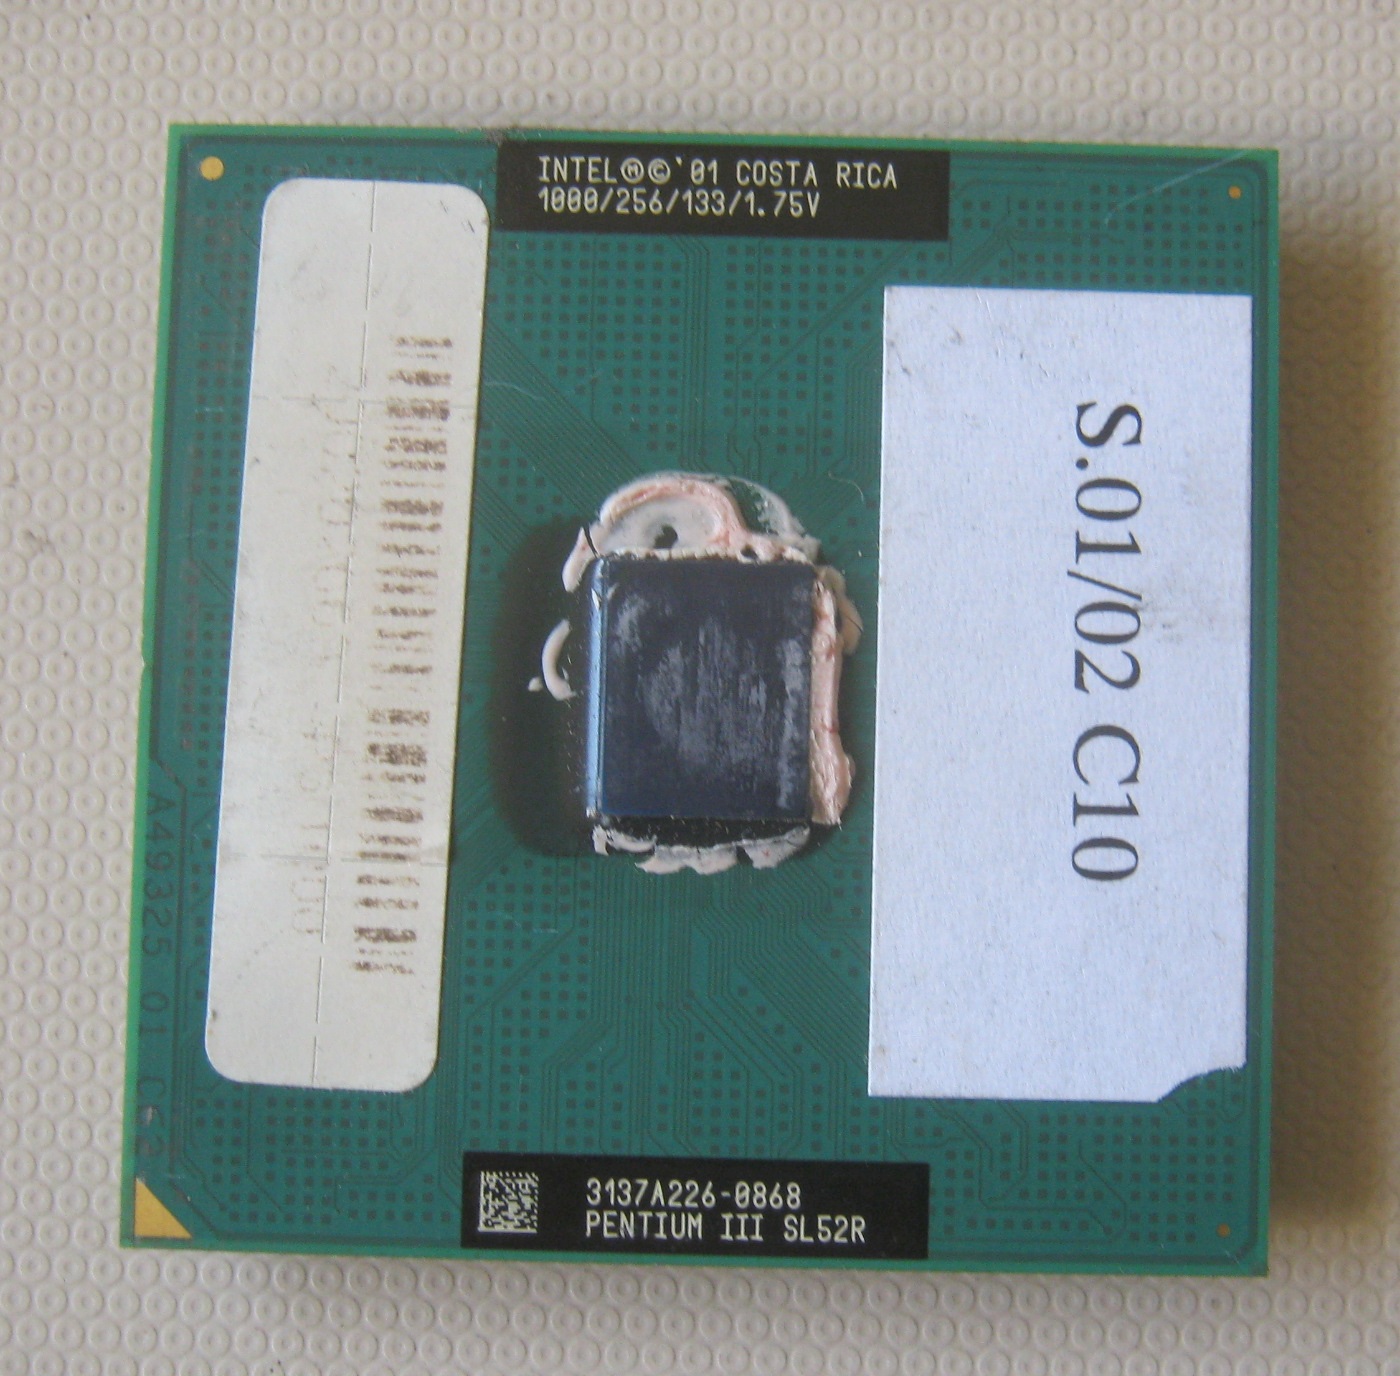 INTEL®©'01 COSTA RICA
1000/256/133/1.75V
S.01/02 C10
A49325 01
3137A226-0868
PENTIUM III SL52R